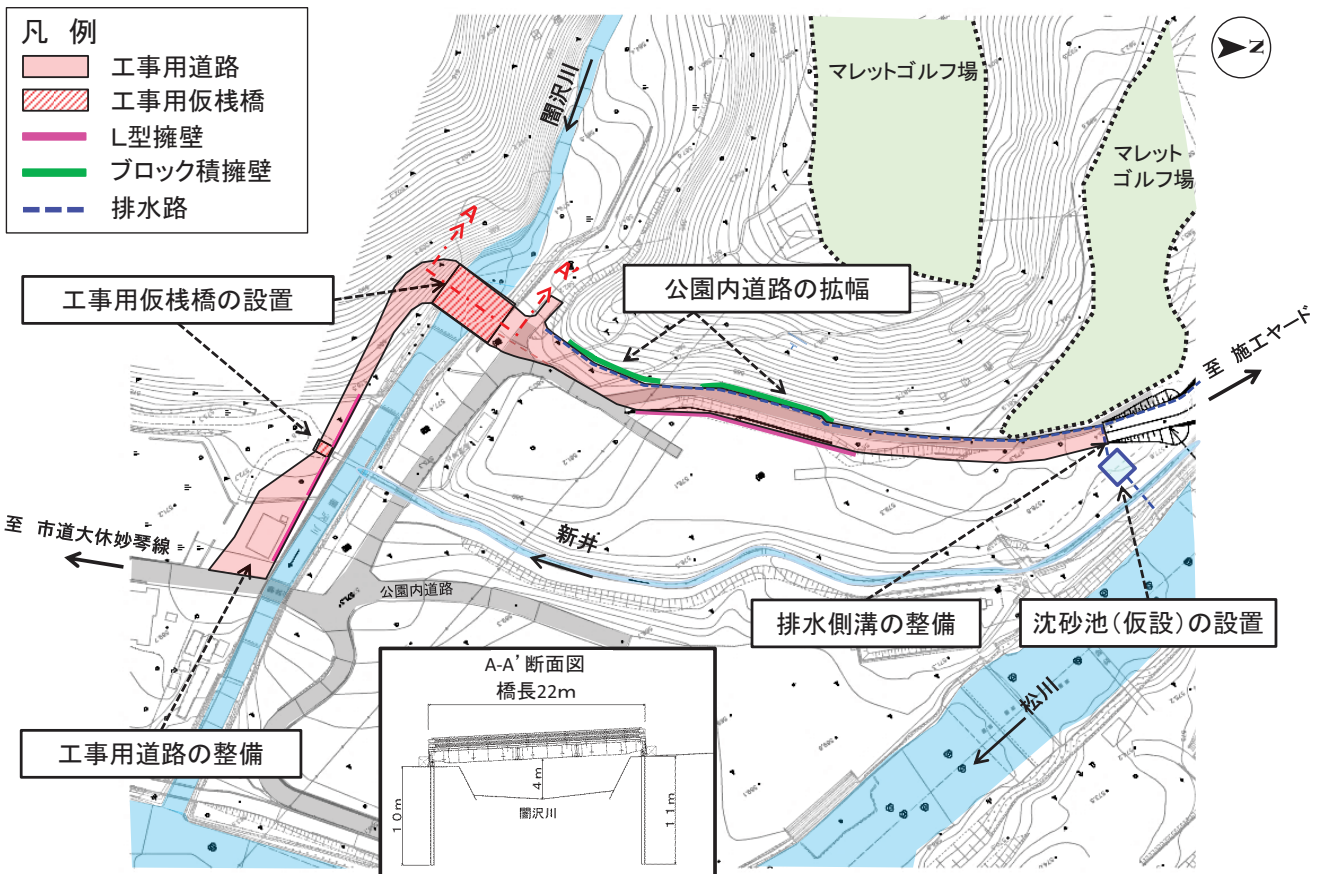 凡 例
工事用道路
工事用仮桟橋
L型擁壁
ブロック積擁壁
排水路
闇沢川
マレットゴルフ場
マレット
ゴルフ場
N
A
A'
工事用仮桟橋の設置
公園内道路の拡幅
至 施工ヤード
至 市道大休妙琴線
新井
公園内道路
排水側溝の整備
沈砂池(仮設)の設置
工事用道路の整備
松川
A-A' 断面図
橋長22m
10m
4m
11m
闇沢川